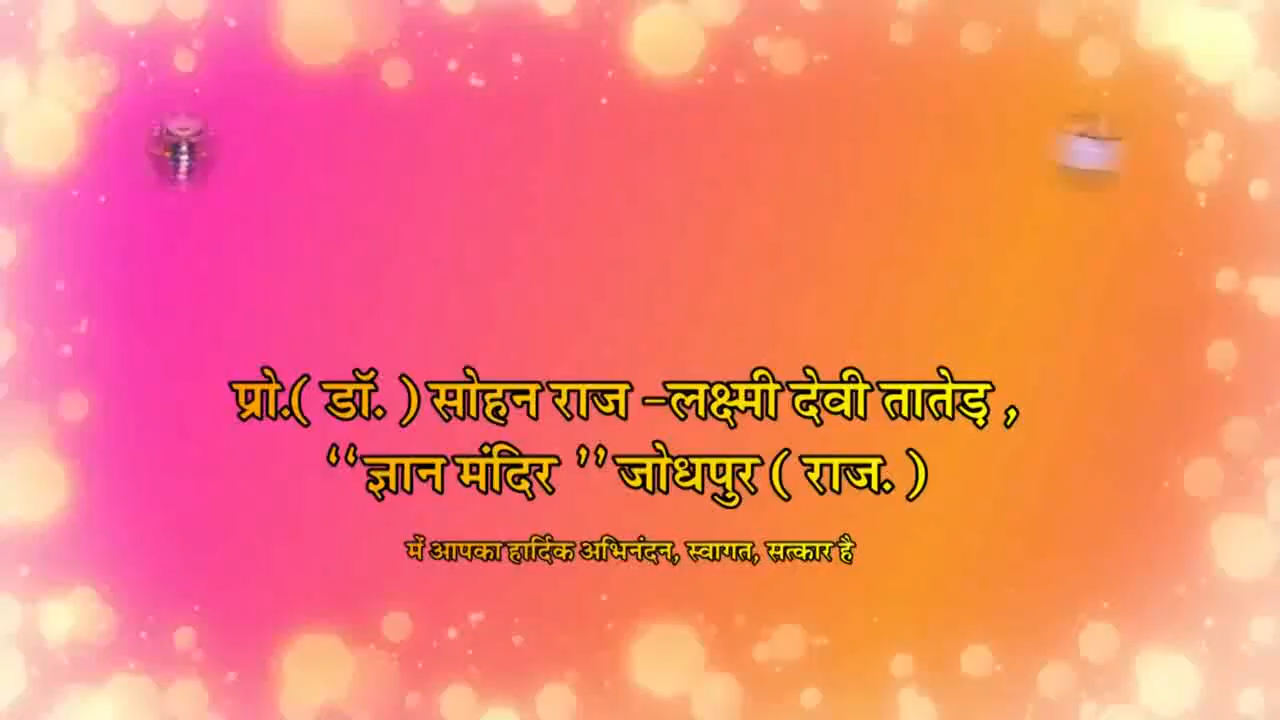 प्रो.( डॉ. ) सोहन राज –लक्ष्मी देवी तातेड़ ,
‘‘ज्ञान मंदिर ’’ जोधपुर ( राज. )
में आपका हार्दिक अभिनंदन, स्वागत, सत्कार है